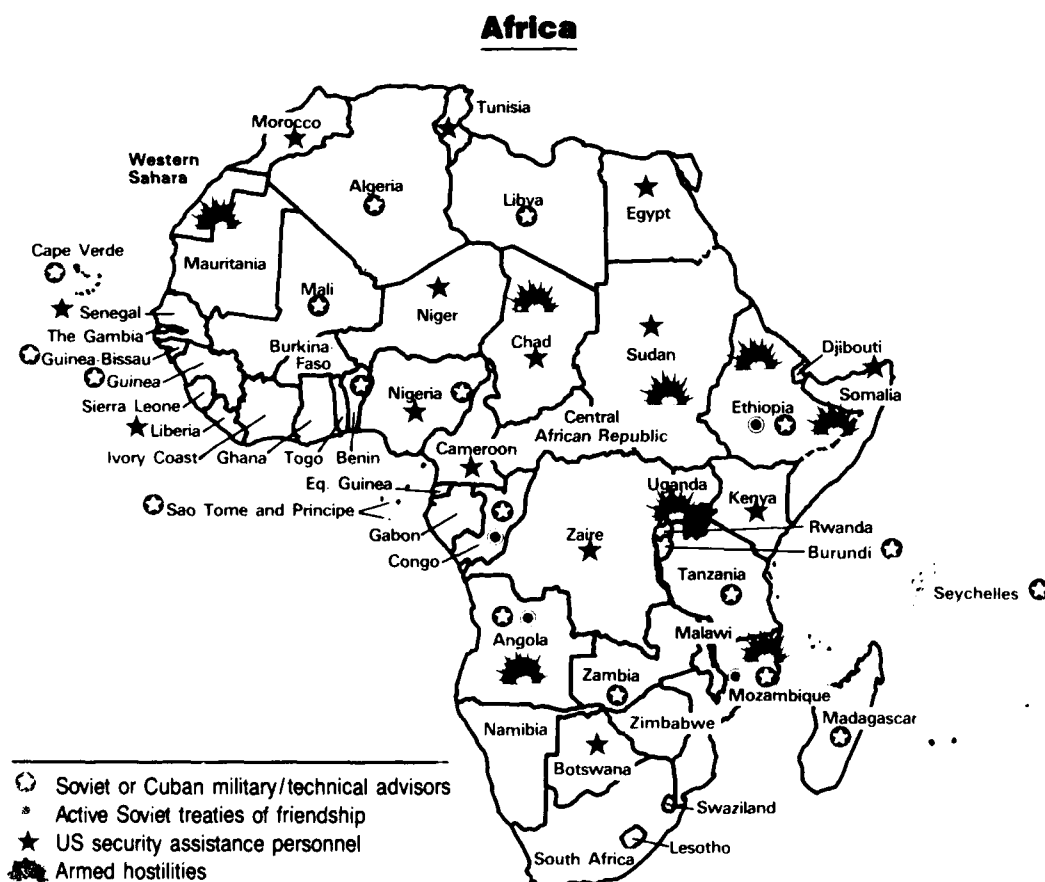 Africa
Tunisia
Morocco
Western
Sahara
Algeria
Libya
Egypt
Cape Verde
Mauritania
Mali
Niger
Chad
Sudan
Senegal
The Gambia
Guinea-Bissau
Guinea
Sierra Leone
Liberia
Ivory Coast
Ghana
Togo
Benin
Burkina
Faso
Nigeria
Djibouti
Somalia
Ethiopia
Central
African Republic
Cameroon
Eq. Guinea
Sao Tome and Principe
Gabon
Congo
Uganda
Kenya
Zaire
Rwanda
Burundi
Tanzania
Seychelles
Angola
Malawi
Zambia
Mozambique
Namibia
Zimbabwe
Madagascar
Botswana
Swaziland
South Africa
Lesotho
Soviet or Cuban military/technical advisors
Active Soviet treaties of friendship
US security assistance personnel
Armed hostilities